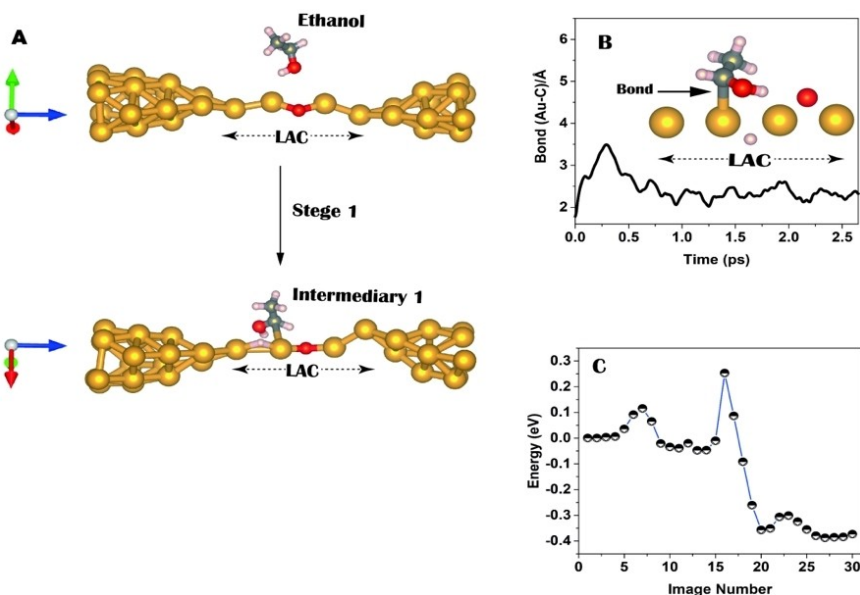 A
Ethanol
LAC
Stege 1
Intermediary 1
LAC
B
Bond (Au-C)/Å
6
5
4
3
2
Bond
LAC
0.0 0.5 1.0 1.5 2.0 2.5
Time (ps)
C
Energy (eV)
0.3
0.2
0.1
0.0
-0.1
-0.2
-0.3
-0.4
0 5 10 15 20 25 30
Image Number